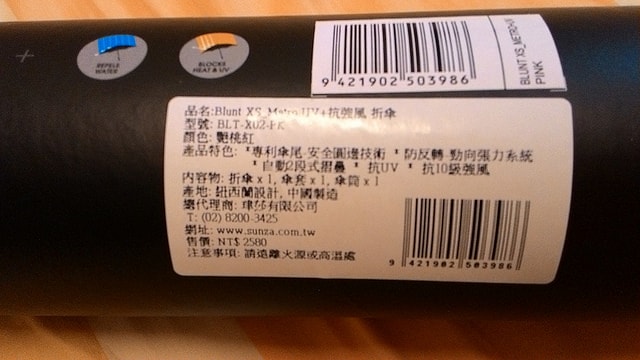 REPELS
WATER
BLOCKS
HEAT & UV
9 421902 503986
BLUNT XS_METRO+UV
PINK
品名:Blunt XS_Metro UV+抗強風 折傘
型號: BLT-X02-PK
顏色: 艷桃紅
產品特色: *專利傘尾-安全圓邊技術 *防反轉 勁向張力系統
*自動2段式摺疊 *抗UV *抗10級強風
內容物: 折傘 x 1, 傘套 x 1, 傘筒 x 1
產地: 紐西蘭設計, 中國製造
總代理商: 琜莎有限公司
T: (02) 8200-3425
網址: www.sunza.com.tw
售價: NT$ 2580
注意事項: 請遠離火源或高溫處
9 421902 503986